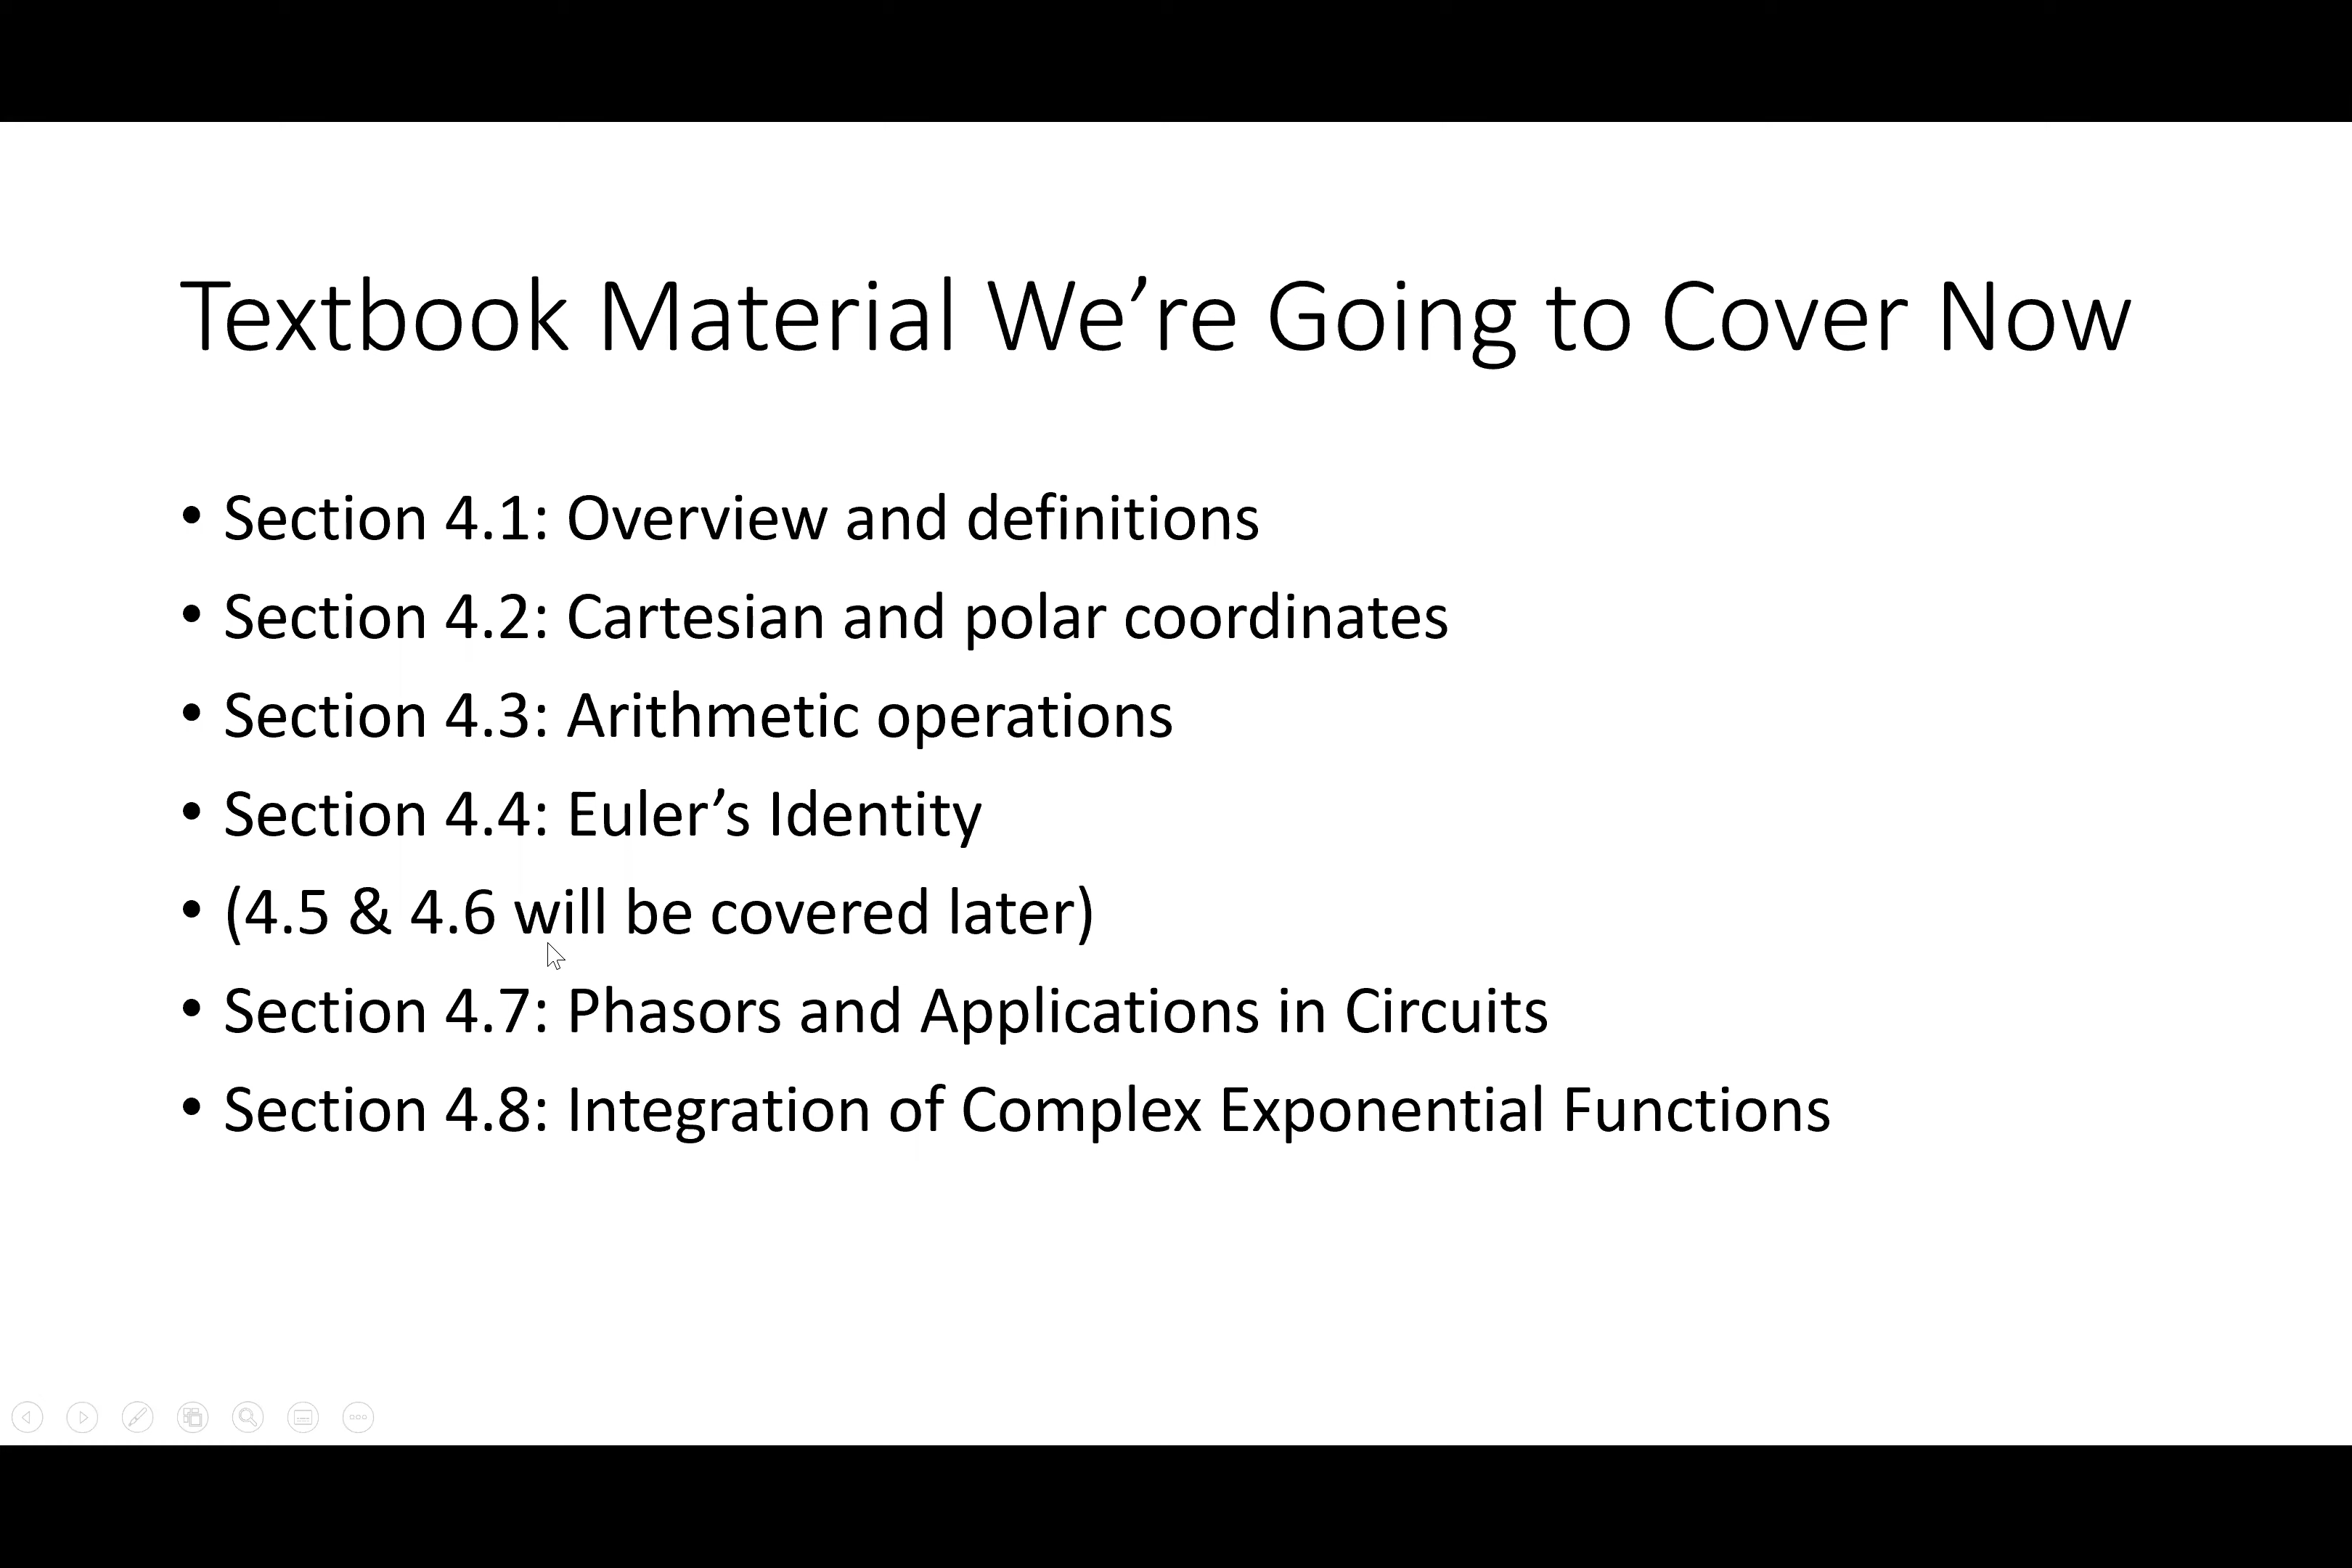 Textbook Material We’re Going to Cover Now
• Section 4.1: Overview and definitions
• Section 4.2: Cartesian and polar coordinates
• Section 4.3: Arithmetic operations
• Section 4.4: Euler’s Identity
• (4.5 & 4.6 will be covered later)
• Section 4.7: Phasors and Applications in Circuits
• Section 4.8: Integration of Complex Exponential Functions